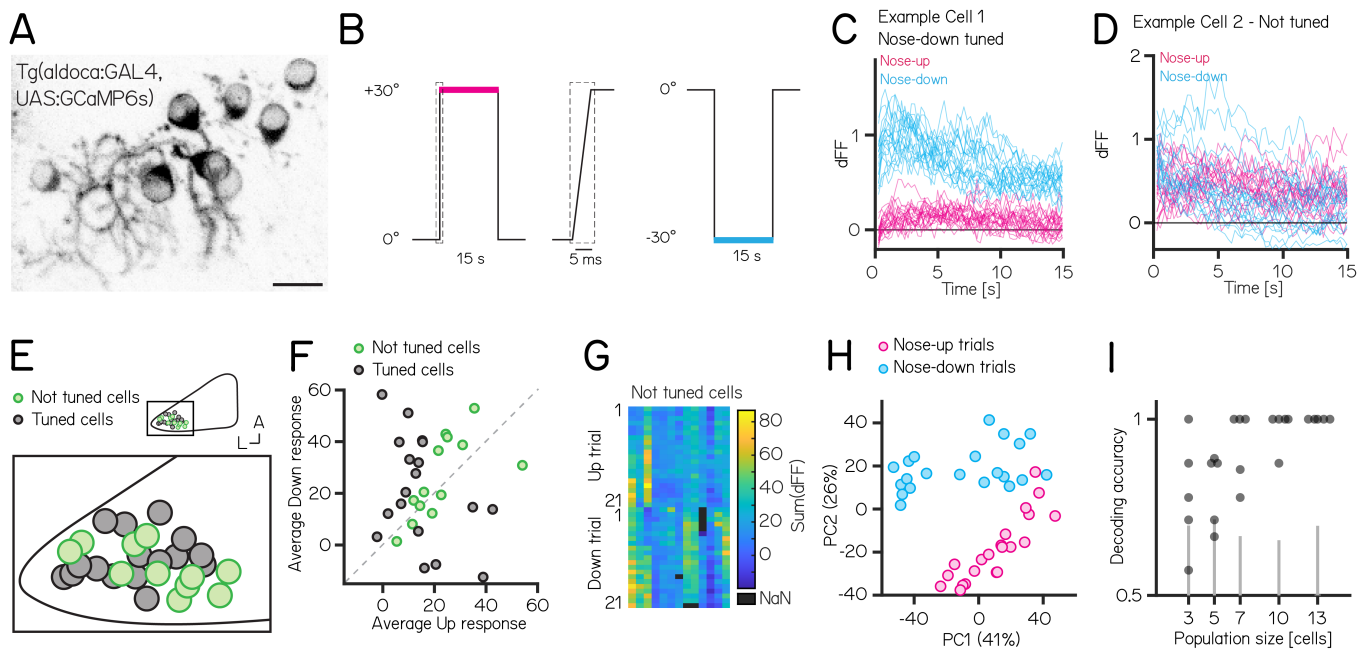 A
Tg(aldoca:GAL4,
UAS:GCaMP6s)
B
+30°
0°
15 s
5 ms
0°
-30°
15 s
C
Example Cell 1
Nose-down tuned
Nose-up
Nose-down
dFF
1
0
0
5
10
15
Time [s]
D
Example Cell 2 - Not tuned
Nose-up
Nose-down
dFF
2
1
0
0
5
10
15
Time [s]
E
Not tuned cells
Tuned cells
A
L
F
Not tuned cells
Tuned cells
Average Down response
60
40
20
0
0
20
40
60
Average Up response
G
Not tuned cells
Up trial
1
21
Down trial
1
21
80
60
40
20
0
NaN
Sum(dFF)
H
Nose-up trials
Nose-down trials
PC2 (26%)
40
20
0
-20
-40
-40
0
40
PC1 (41%)
I
Decoding accuracy
1
0.5
3
5
7
10
13
Population size [cells]